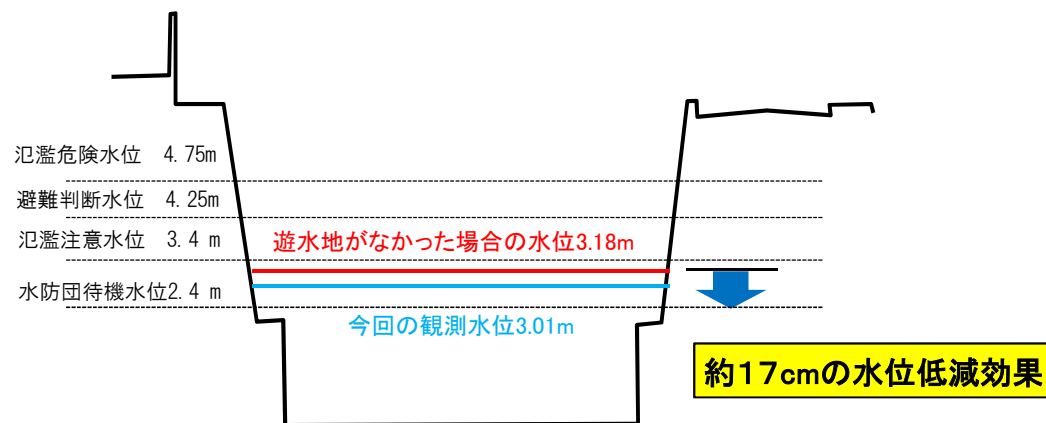 氾濫危険水位　4.75m
避難判断水位　4.25m
氾濫注意水位　3.4 m
遊水地がなかった場合の水位3.18m
水防団待機水位2.4 m
今回の観測水位3.01m
約17cmの水位低減効果